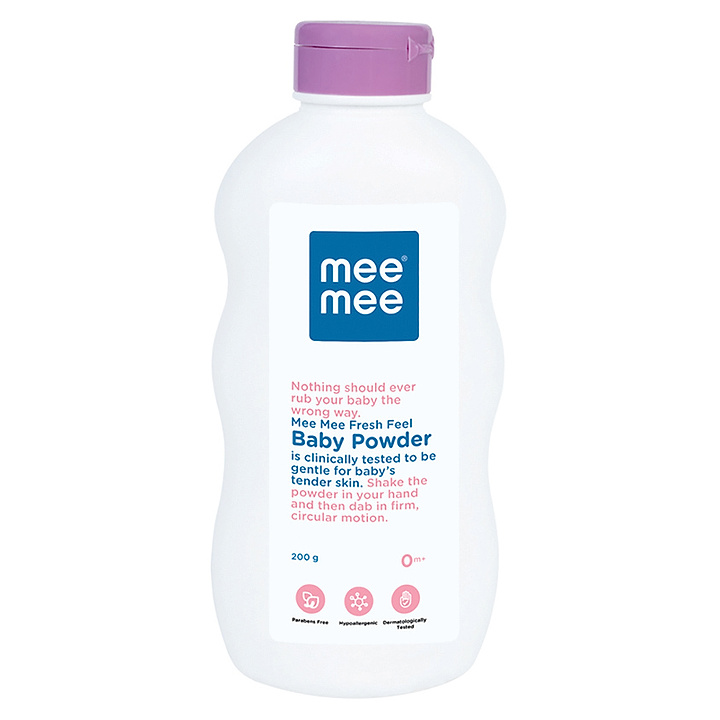 mee®
mee
Nothing should ever
rub your baby the
wrong way.
Mee Mee Fresh Feel
Baby Powder
is clinically tested to be
gentle for baby's
tender skin. Shake the
powder in your hand
and then dab in firm,
circular motion.
200 g 0m+
Parabens Free Hypoallergenic Dermatologically
Tested